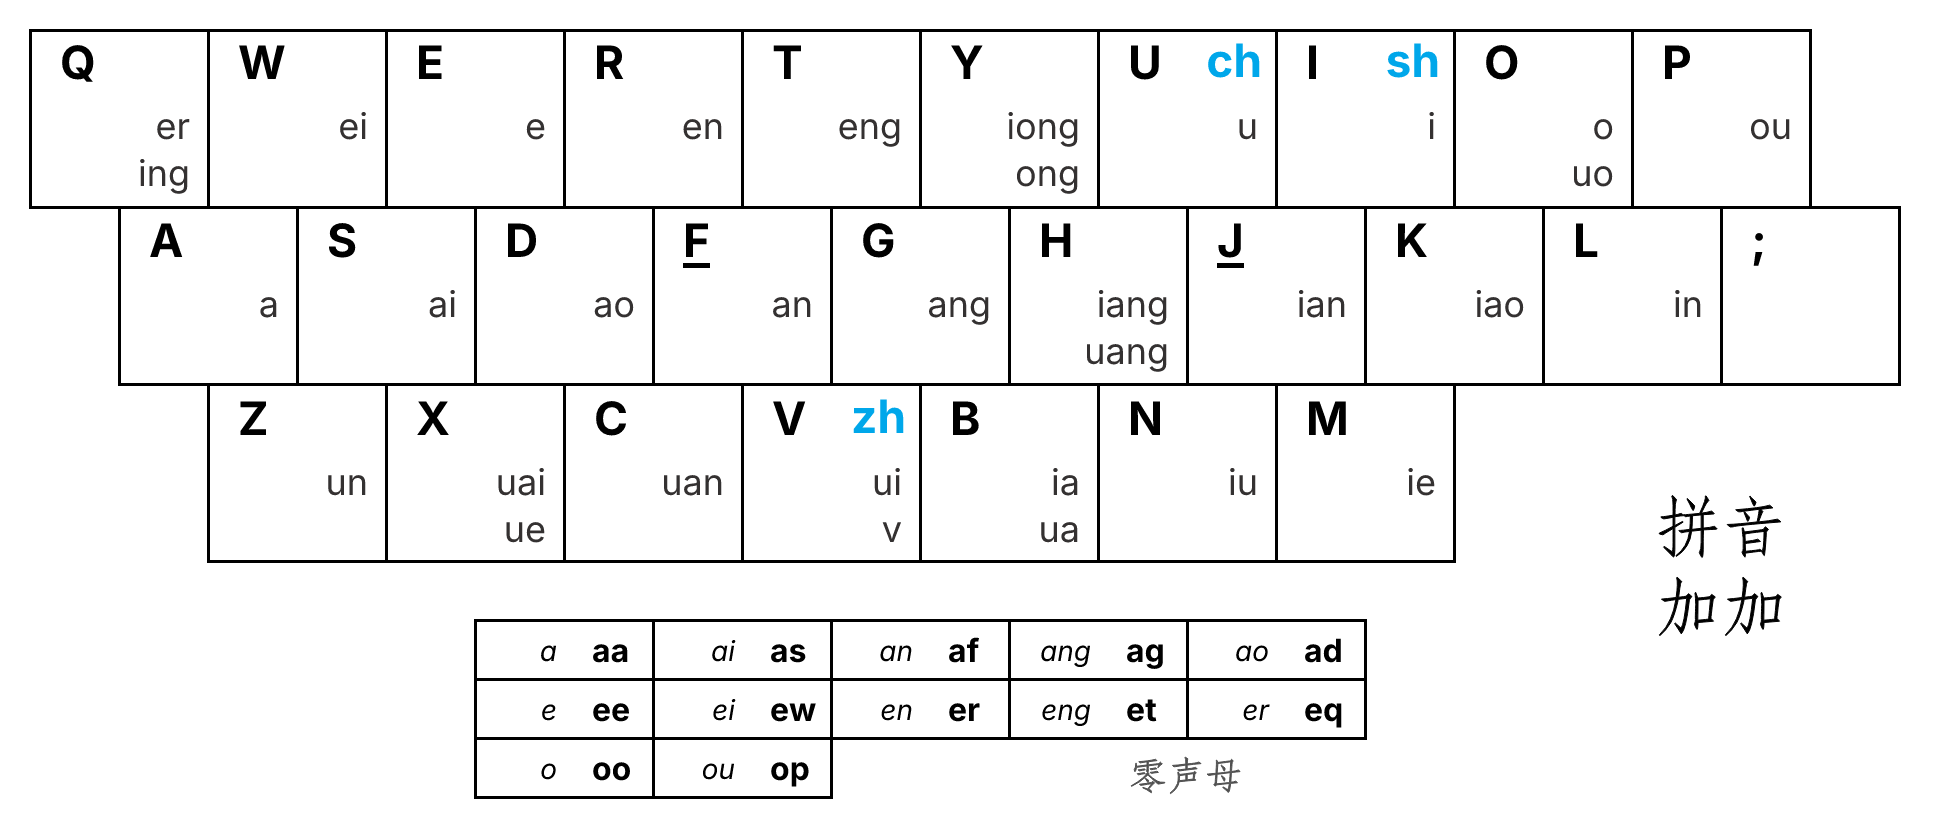 Q W E R T Y U ch I sh O P
er ei e en eng iong u i o ou
ing ong uo
A S D F G H J K L ;
a ai ao an ang iang ian iao in
uang
Z X C V zh B N M
un uai uan ui ia iu ie
ue v ua
拼音
加加
a aa ai as an af ang ag ao ad
e ee ei ew en er eng et er eq
o oo ou op
零声母